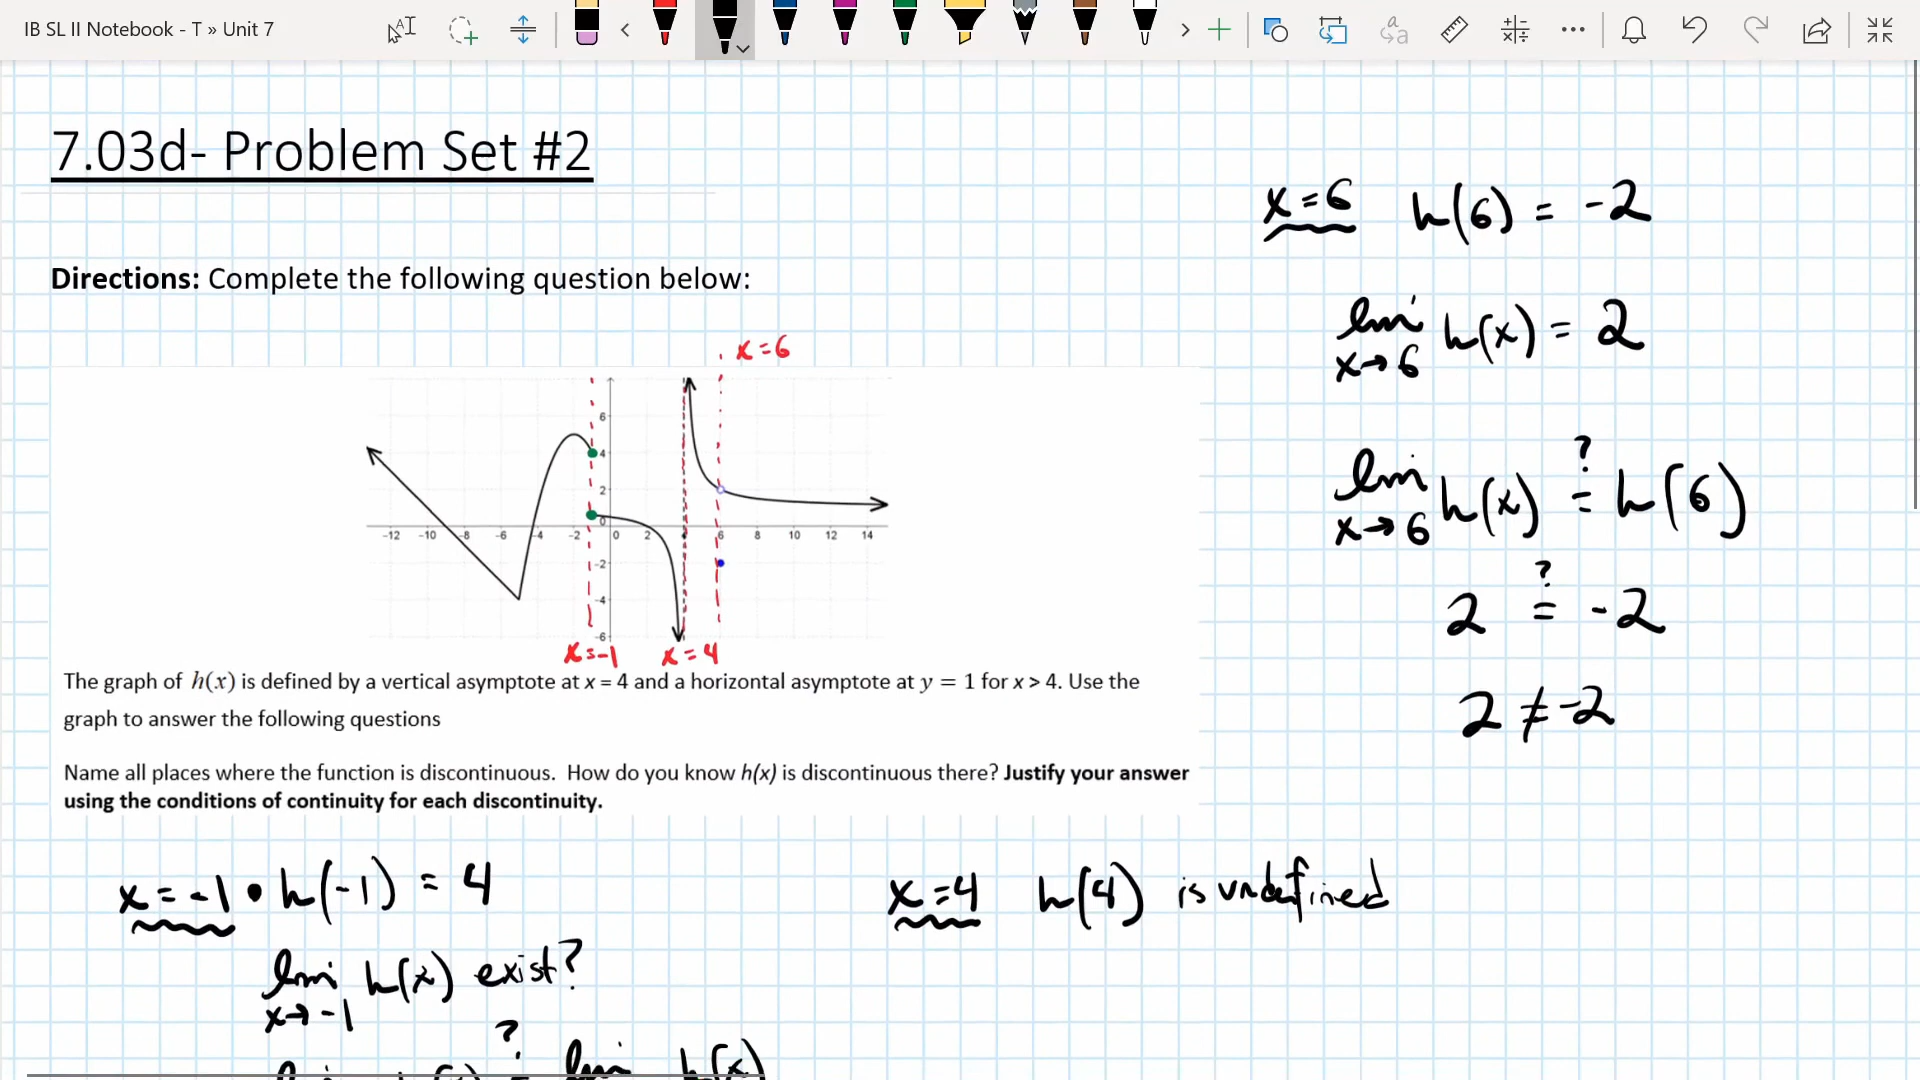 IB SL II Notebook - T » Unit 7
7.03d- Problem Set #2
Directions: Complete the following question below:
x = 6
6
4
2
0
-12 -10 -8 -6 -4 -2 0 2 4 6 8 10 12 14
-2
-4
-6
x = -1 x = 4
The graph of h(x) is defined by a vertical asymptote at x = 4 and a horizontal asymptote at y = 1 for x > 4. Use the
graph to answer the following questions
Name all places where the function is discontinuous. How do you know h(x) is discontinuous there? Justify your answer
using the conditions of continuity for each discontinuity.
x = 6 h(6) = -2
lim h(x) = 2
x→6
?
lim h(x) = h(6)
x→6
?
2 = -2
2 ≠ -2
x = -1 • h(-1) = 4
lim h(x) exist?
x→ -1
?
x = 4 h(4) is undefined